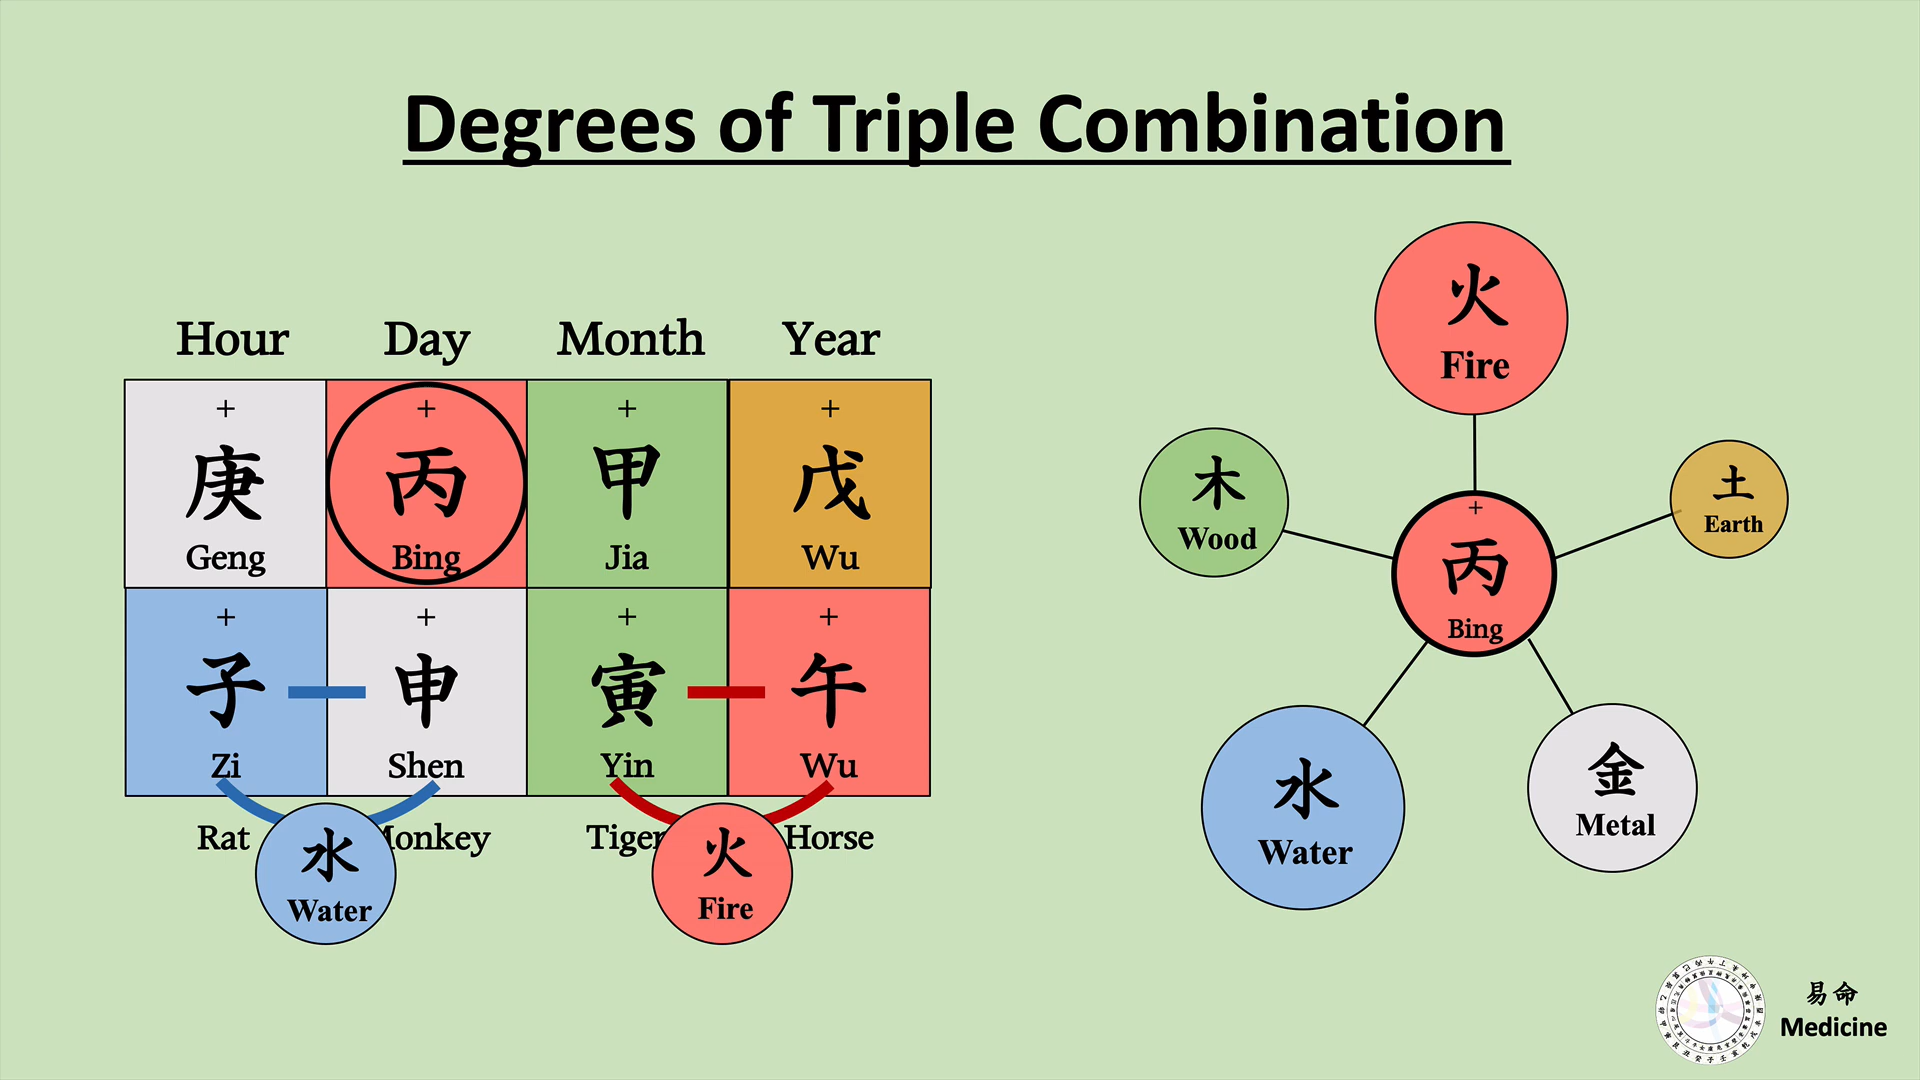 Degrees of Triple Combination
Hour Day Month Year
+ + + +
庚 丙 甲 戊
Geng Bing Jia Wu
+ + + +
子 申 寅 午
Zi Shen Yin Wu
Rat Monkey Tiger Horse
水
Water
火
Fire
火
Fire
木
Wood
土
Earth
+
丙
Bing
水
Water
金
Metal
易命
Medicine